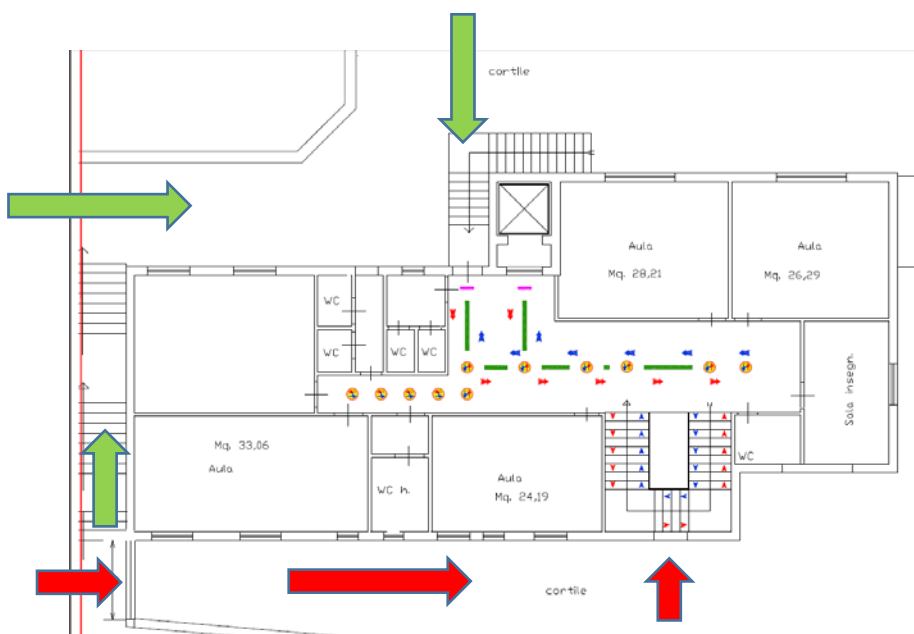 cortile
Aula
Mq. 28,21
Aula
Mq. 26,29
WC
WC
WC
WC
Sala insegn.
Mq. 33,06
Aula
WC h.
Aula
Mq. 24,19
WC
cortile